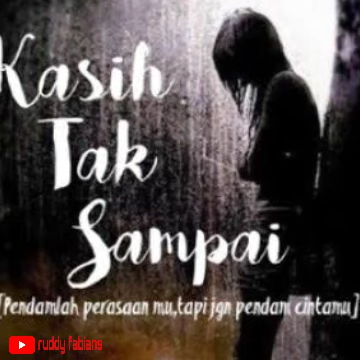 Kasih
Tak
Sampai
[Pendamlah perasaan mu,tapi jgn pendam cintamu]
ruddy fabians